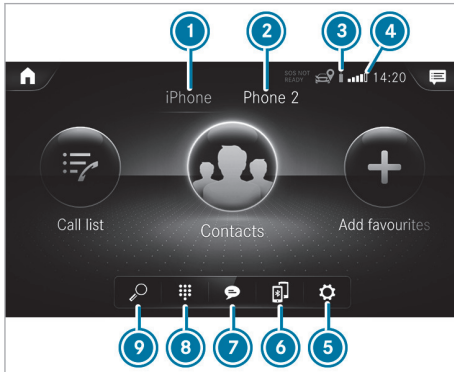 1 2 3 4
SOS NOT
READY
14:20
iPhone Phone 2
Call list
Contacts
Add favourites
9 8 7 6 5